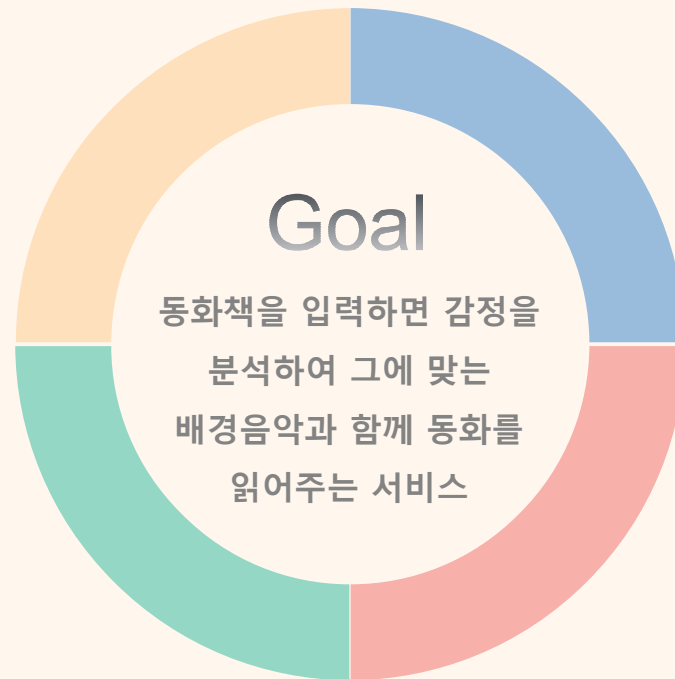 Goal
동화책을 입력하면 감정을
분석하여 그에 맞는
배경음악과 함께 동화를
읽어주는 서비스